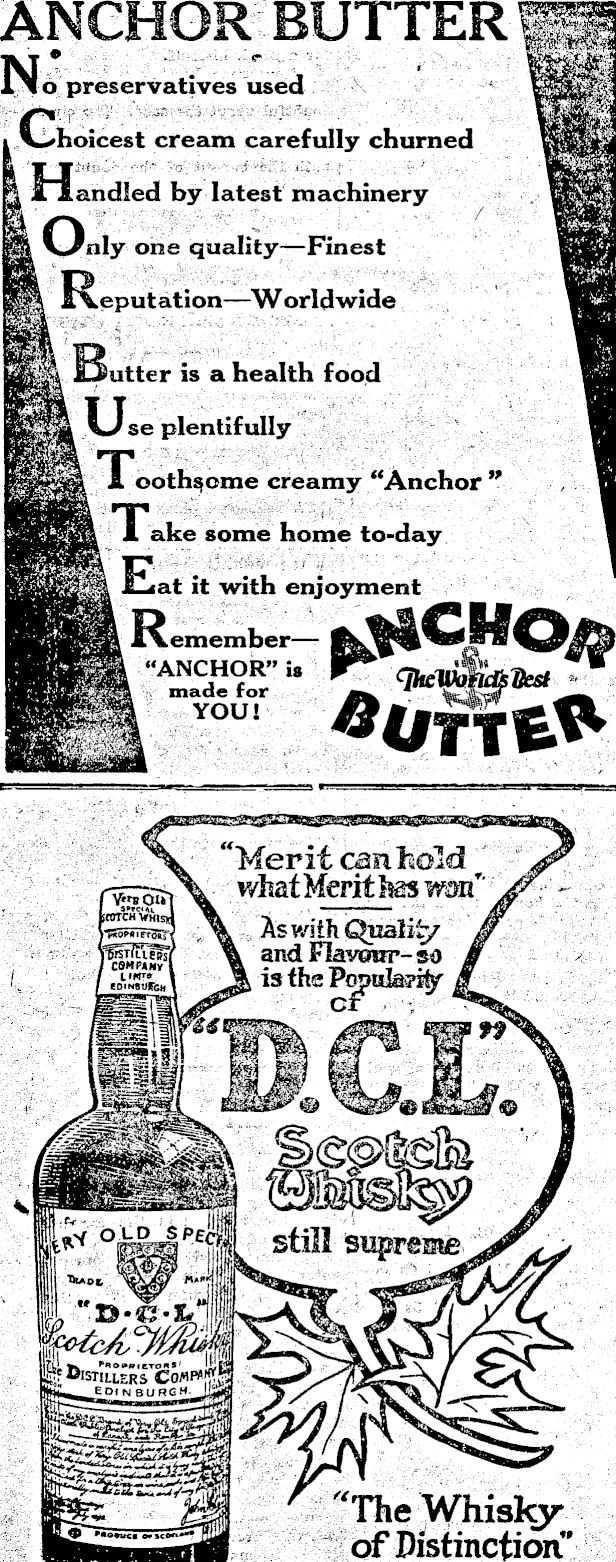 ANCHOR BUTTER
No preservatives used
Choicest cream carefully churned
Handled by latest machinery
Only one quality—Finest
Reputation—Worldwide
Butter is a health food
Use plentifully
Toothsome creamy "Anchor"
Take some home to-day
Eat it with enjoyment
Remember—
"ANCHOR" is
made for
YOU!
ANCHOR
The World's Best
BUTTER
"Merit can hold
what Merit has won"
As with Quality
and Flavour-so
is the Popularity
of
"D.C.L."
Scotch
Whisky
still supreme
Very Old
SPECIAL
SCOTCH WHISKY
PROPRIETORS
THE
DISTILLERS
COMPANY
LIMTD
EDINBURGH
VERY OLD SPECI
TRADE MARK
"D.C.L"
Scotch Whisky
PROPRIETORS
The DISTILLERS COMPANY
EDINBURGH.
PRODUCE OF SCOTLAND
"The Whisky
of Distinction"